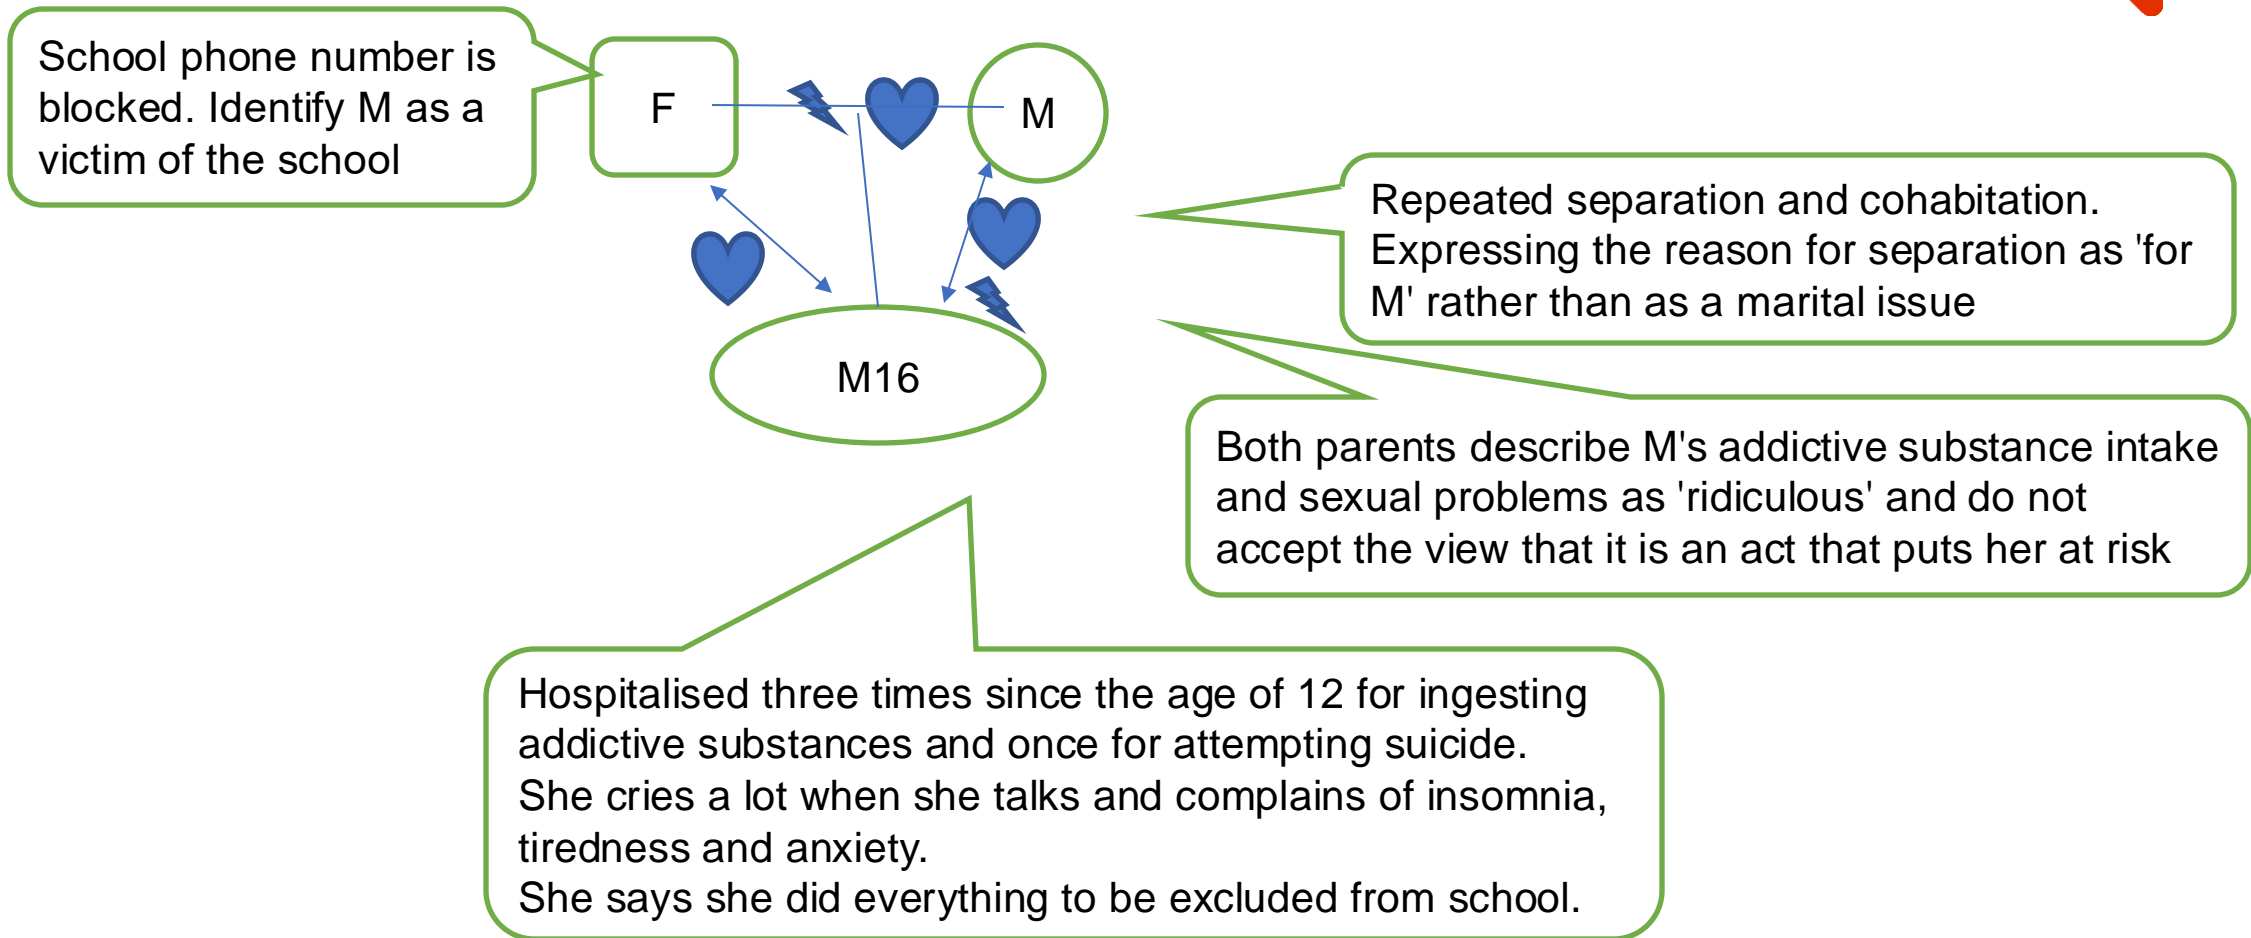 School phone number is
blocked. Identify M as a
victim of the school
F
M
Repeated separation and cohabitation.
Expressing the reason for separation as 'for
M' rather than as a marital issue
M16
Both parents describe M's addictive substance intake
and sexual problems as 'ridiculous' and do not
accept the view that it is an act that puts her at risk
Hospitalised three times since the age of 12 for ingesting
addictive substances and once for attempting suicide.
She cries a lot when she talks and complains of insomnia,
tiredness and anxiety.
She says she did everything to be excluded from school.